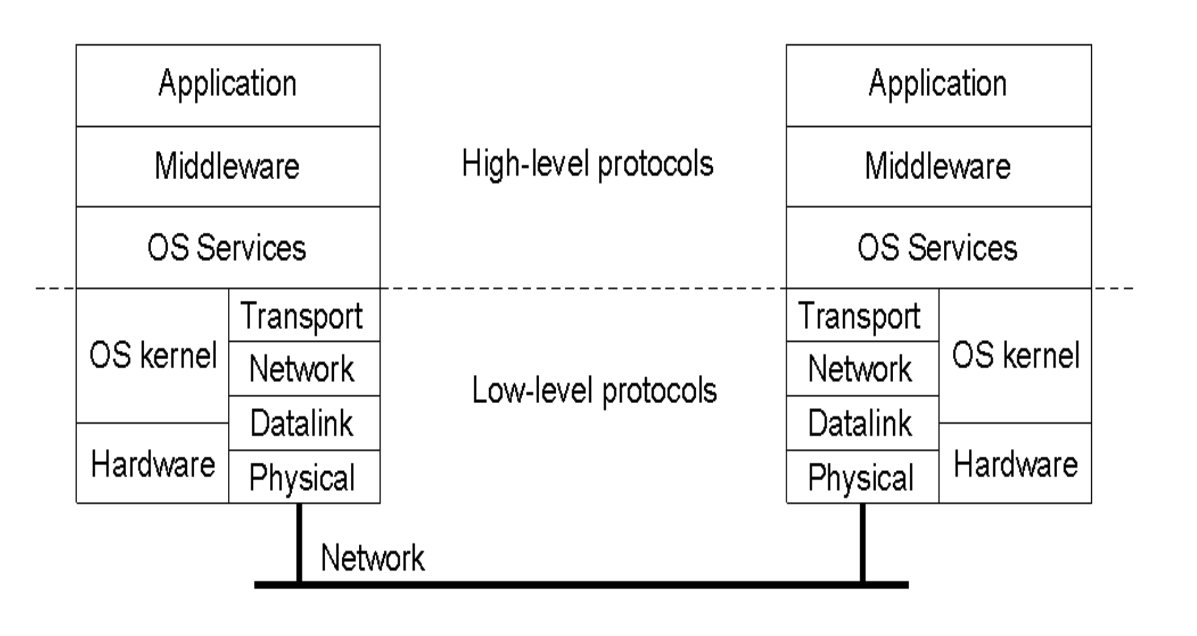 Application
Application
Middleware
High-level protocols
Middleware
OS Services
OS Services
OS kernel
Transport
Network
Datalink
Hardware
Physical
Low-level protocols
Transport
Network
Datalink
Physical
OS kernel
Hardware
Network